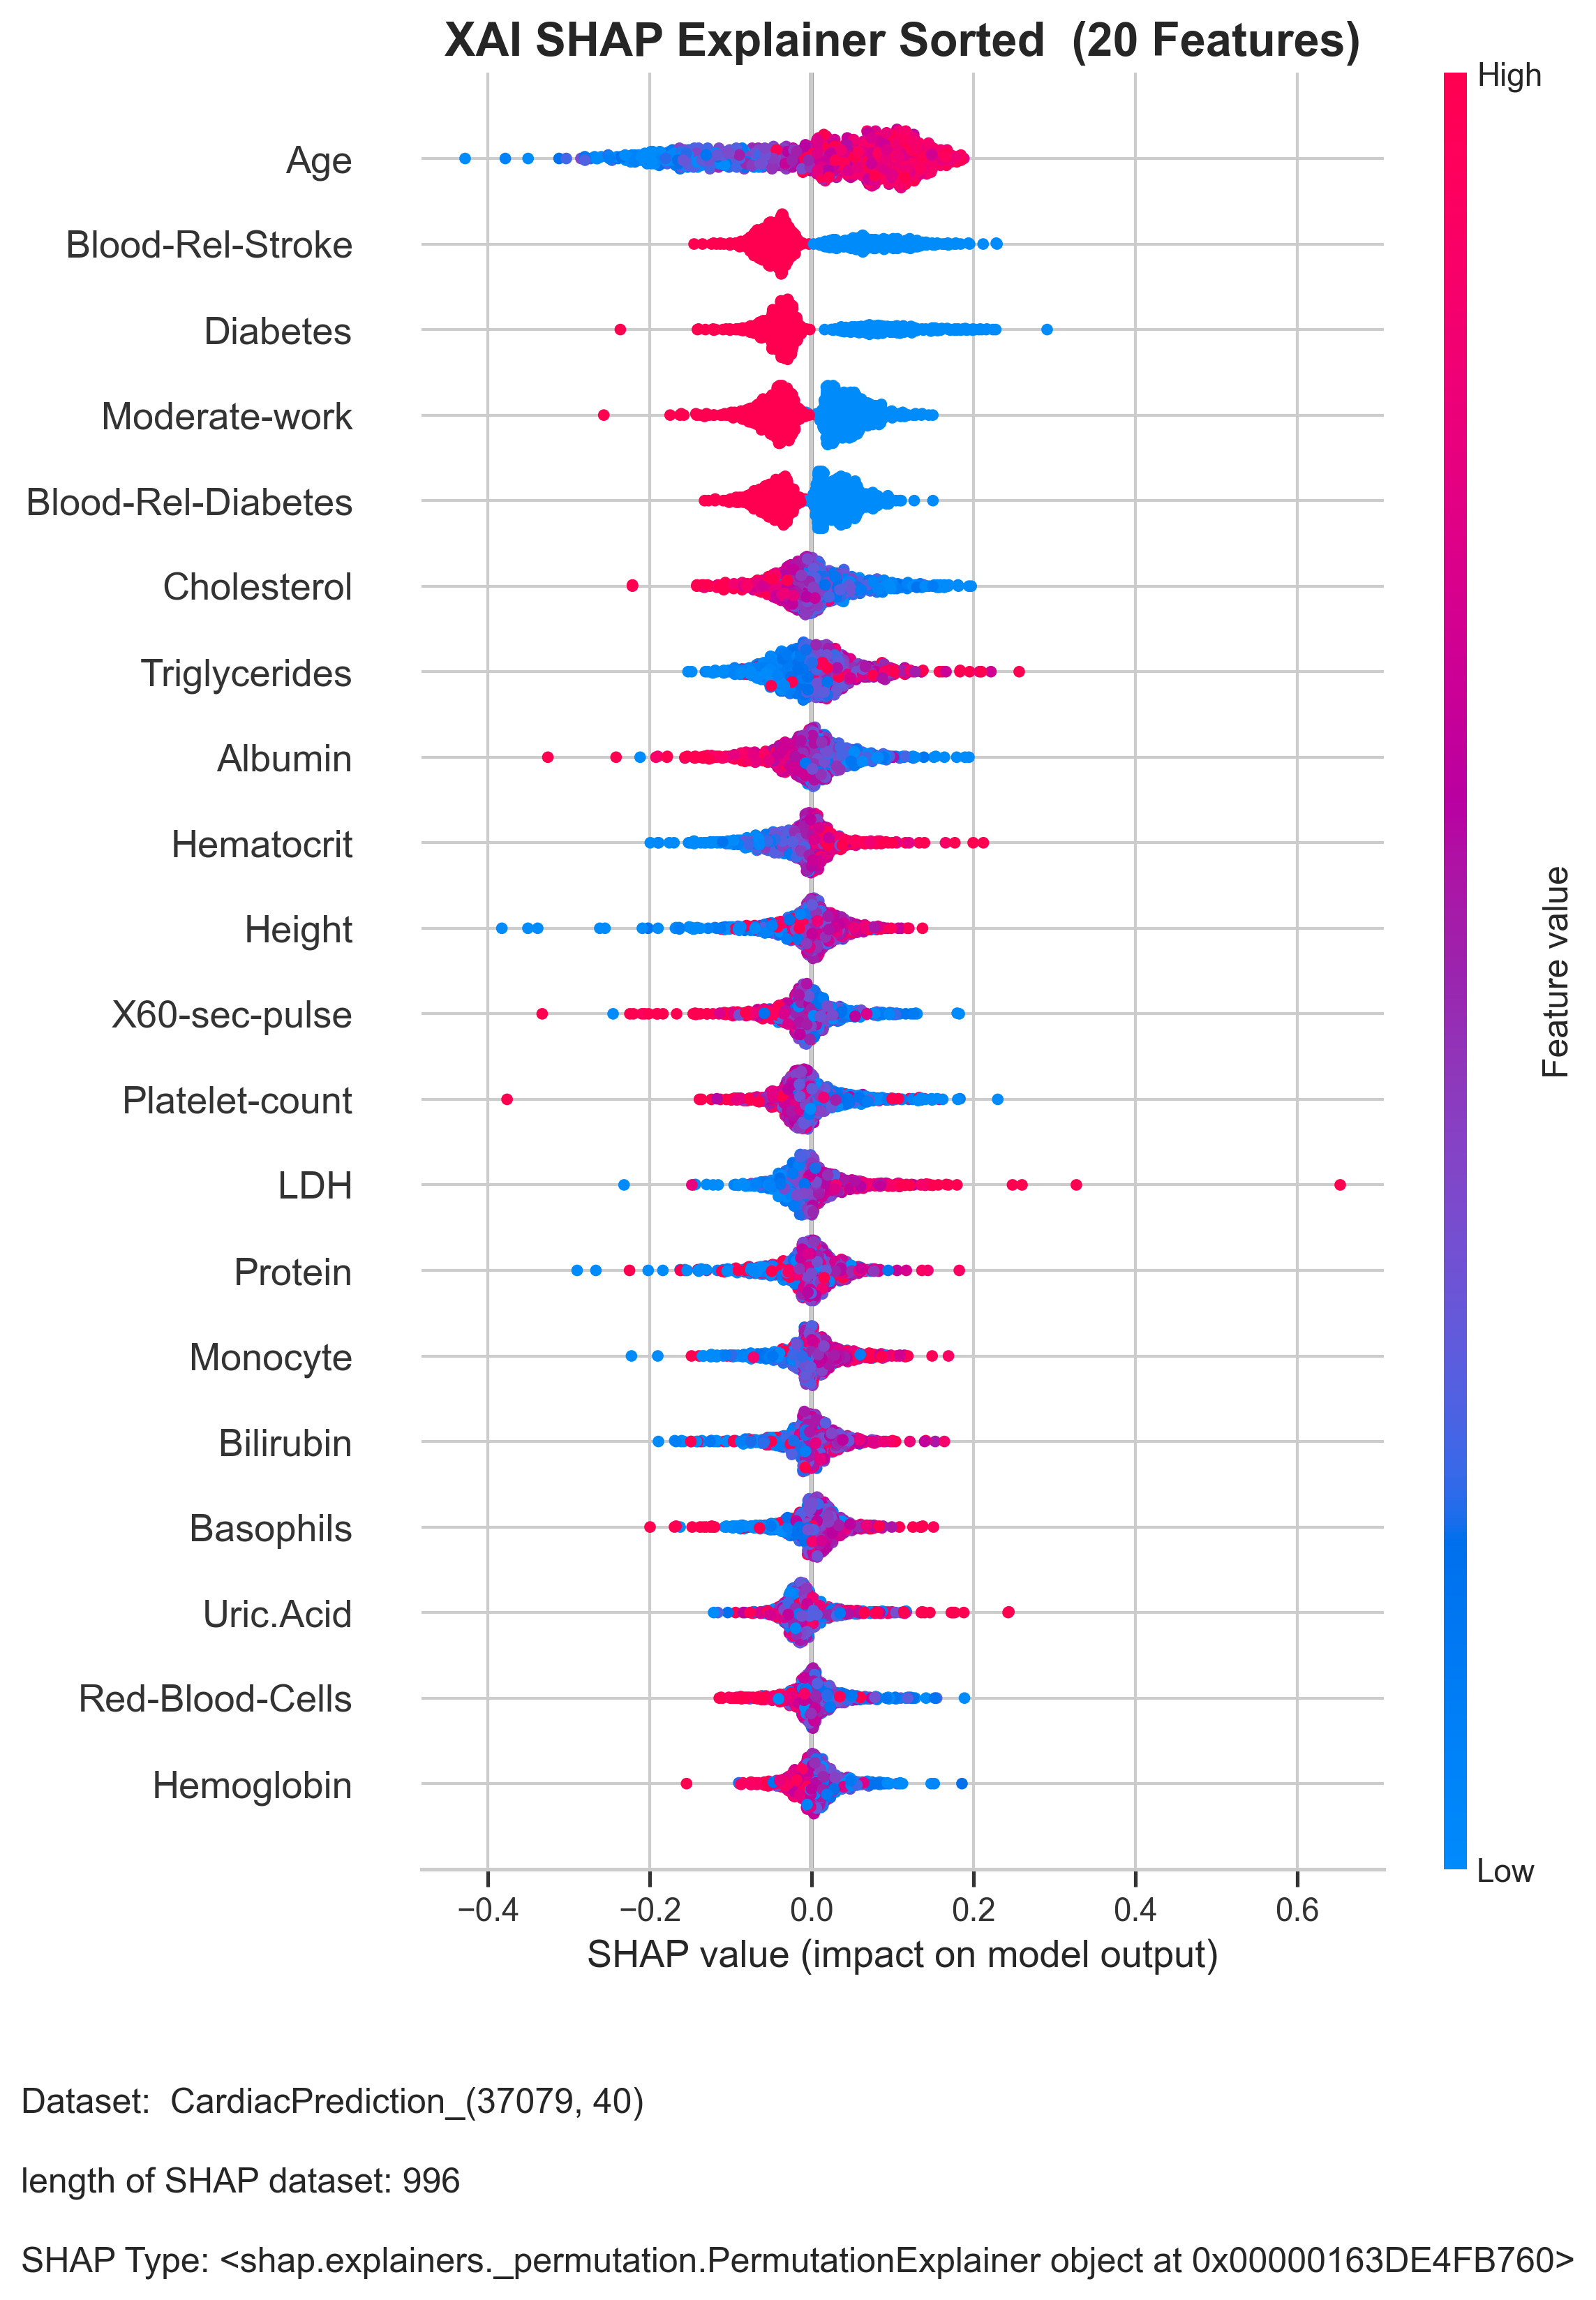 XAI SHAP Explainer Sorted  (20 Features)
High
Age
Blood-Rel-Stroke
Diabetes
Moderate-work
Blood-Rel-Diabetes
Cholesterol
Triglycerides
Albumin
Hematocrit
Height
X60-sec-pulse
Platelet-count
LDH
Protein
Monocyte
Bilirubin
Basophils
Uric.Acid
Red-Blood-Cells
Hemoglobin
Feature value
Low
−0.4 −0.2 0.0 0.2 0.4 0.6
SHAP value (impact on model output)
Dataset:  CardiacPrediction_(37079, 40)
length of SHAP dataset: 996
SHAP Type: <shap.explainers._permutation.PermutationExplainer object at 0x00000163DE4FB760>